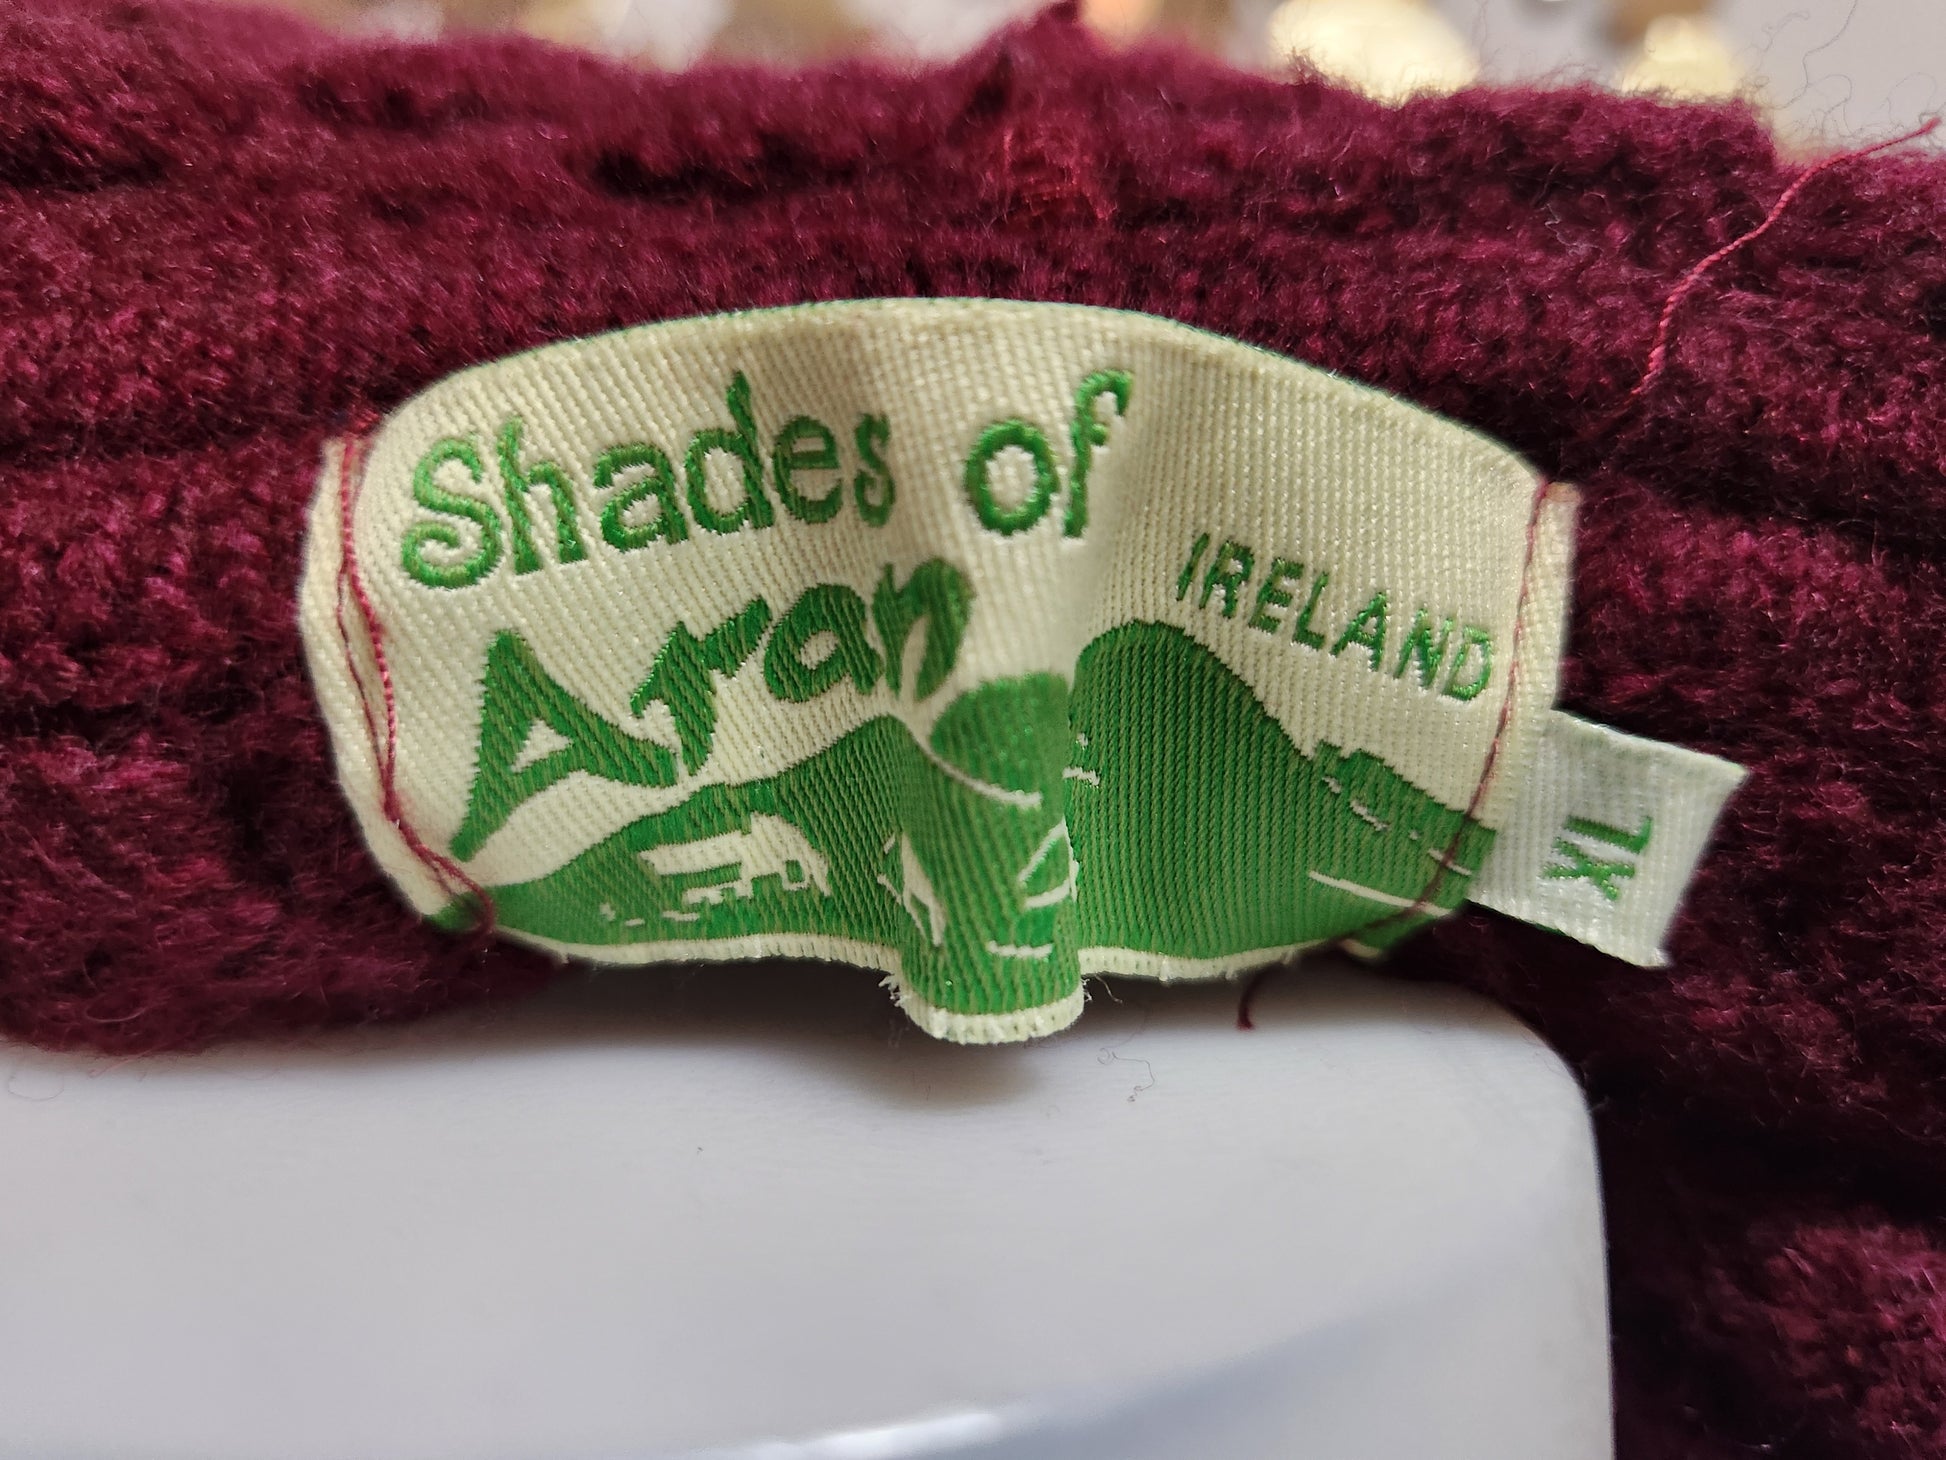 Shades of
Aran
IRELAND
XL